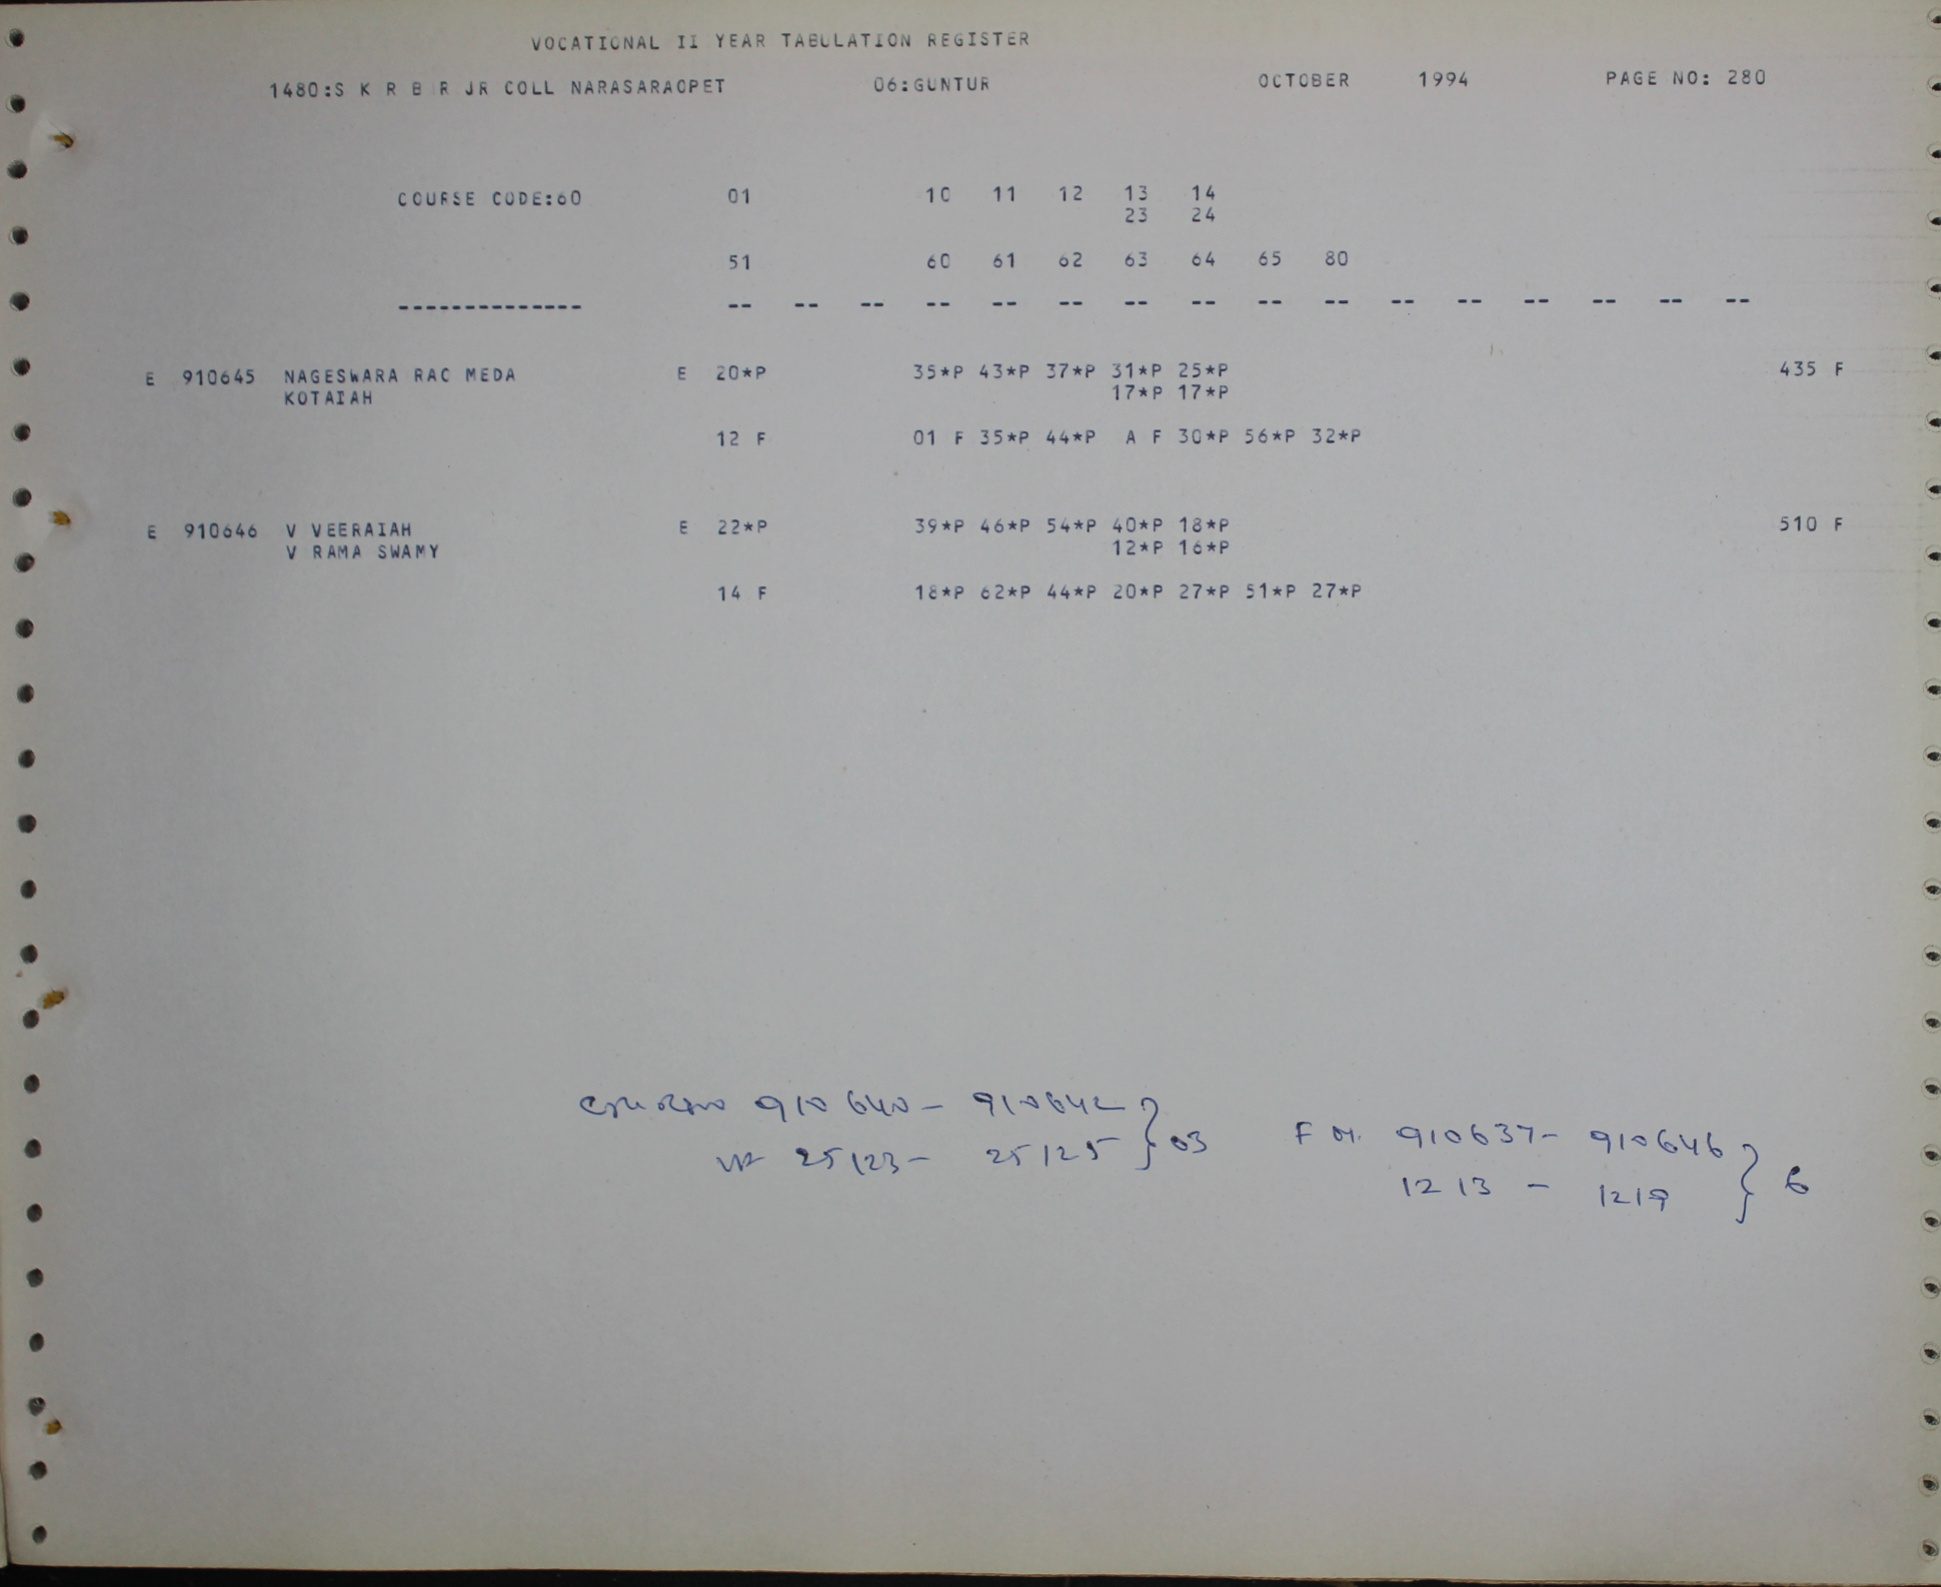 VOCATIONAL II YEAR TABULATION REGISTER
1480:S K R B R JR COLL NARASARAOPET 06:GUNTUR OCTOBER 1994 PAGE NO: 280
COURSE CODE:60 01 10 11 12 13 14
23 24
51 60 61 62 63 64 65 80
-------------- -- -- -- -- -- -- -- -- -- -- -- -- -- -- -- --
E 910645 NAGESWARA RAO MEDA E 20*P 35*P 43*P 37*P 31*P 25*P 435 F
KOTAIAH 17*P 17*P
12 F 01 F 35*P 44*P A F 30*P 56*P 32*P
E 910646 V VEERAIAH E 22*P 39*P 46*P 54*P 40*P 18*P 510 F
V RAMA SWAMY 12*P 16*P
14 F 18*P 62*P 44*P 20*P 27*P 51*P 27*P
910640 - 910642 } 03
25123 - 25125
F M. 910637 - 910646 } 6
1213 - 1219